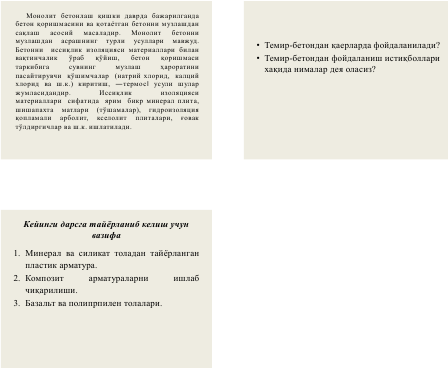 Монолит бетонлаш қишки даврда бажарилганда
бетон қоришмасини ва қотаётган бетонни музлашдан
сақлаш асосий масаладир. Монолит бетонни
музлашдан асрашнинг турли усуллари мавжуд.
Бетонни иссиқлик изоляцияси материаллари билан
вақтинчалик ўраб қўйиш, бетон қоришмаси
таркибига сувнинг музлаш ҳароратини
пасайтирувчи қўшимчалар (натрий хлорид, калций
хлорид ва ш.к.) киритиш, ―термос‖ усули шулар
жумласидандир. Иссиқлик изоляцияси
материаллари сифатида ярим бикр минерал плита,
шишапахта матлари (тўшамалар), гидроизоляция
қопламали арболит, кселолит плиталари, ғовак
тўлдиргичлар ва ш.к. ишлатилади.
• Темир-бетондан қаерларда фойдаланилади?
• Темир-бетондан фойдаланиш истиқболлари
ҳақида нималар дея оласиз?
Кейинги дарсга тайёрланиб келиш учун
вазифа
1. Минерал ва силикат толадан тайёрланган
пластик арматура.
2. Композит арматураларни ишлаб
чиқарилиши.
3. Базальт ва полипрпилен толалари.